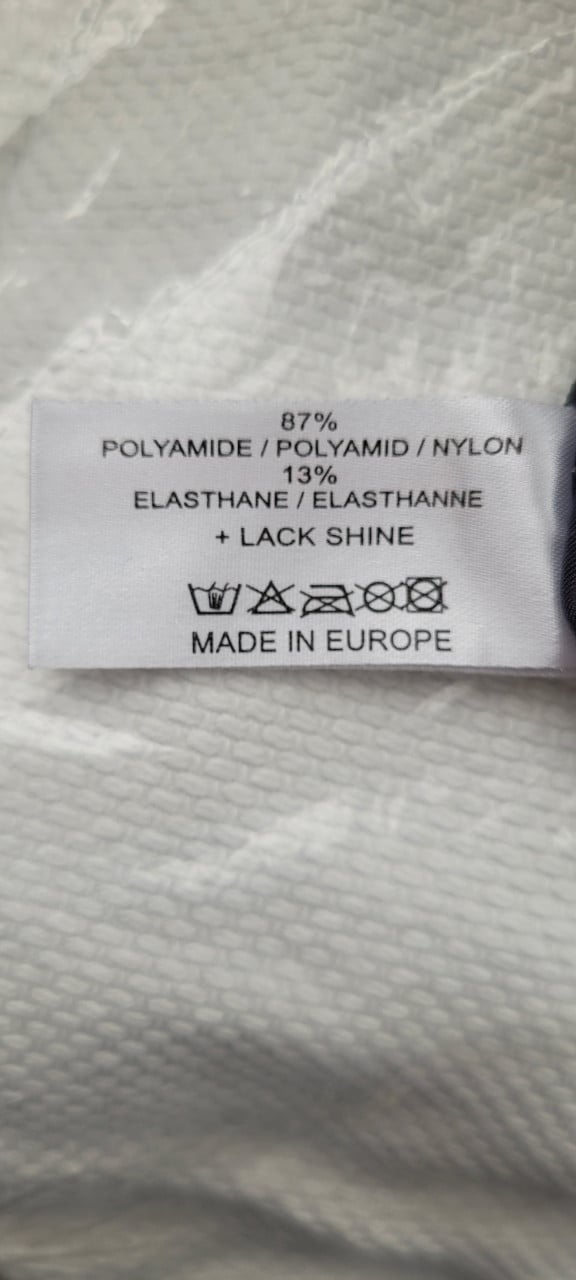 87%
POLYAMIDE / POLYAMID / NYLON
13%
ELASTHANE / ELASTHANNE
+ LACK SHINE
MADE IN EUROPE